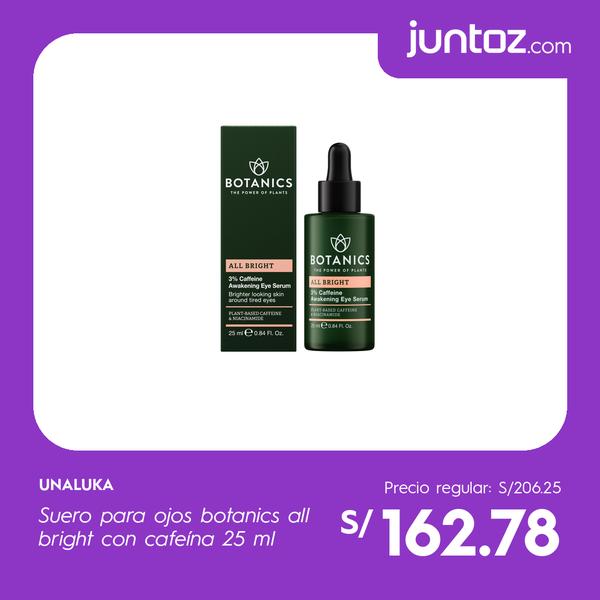 juntoz.com
BOTANICS
THE POWER OF PLANTS
ALL BRIGHT
3% Caffeine
Awakening Eye Serum
Brighter looking skin
around tired eyes
PLANT-BASED CAFFEINE
& NIACINAMIDE
25 ml ℮ 0.84 Fl. Oz.
BOTANICS
THE POWER OF PLANTS
ALL BRIGHT
3% Caffeine
Awakening Eye Serum
PLANT-BASED CAFFEINE
& NIACINAMIDE
25 ml ℮ 0.84 Fl. Oz.
UNALUKA
Suero para ojos botanics all
bright con cafeína 25 ml
Precio regular: S/206.25
S/162.78